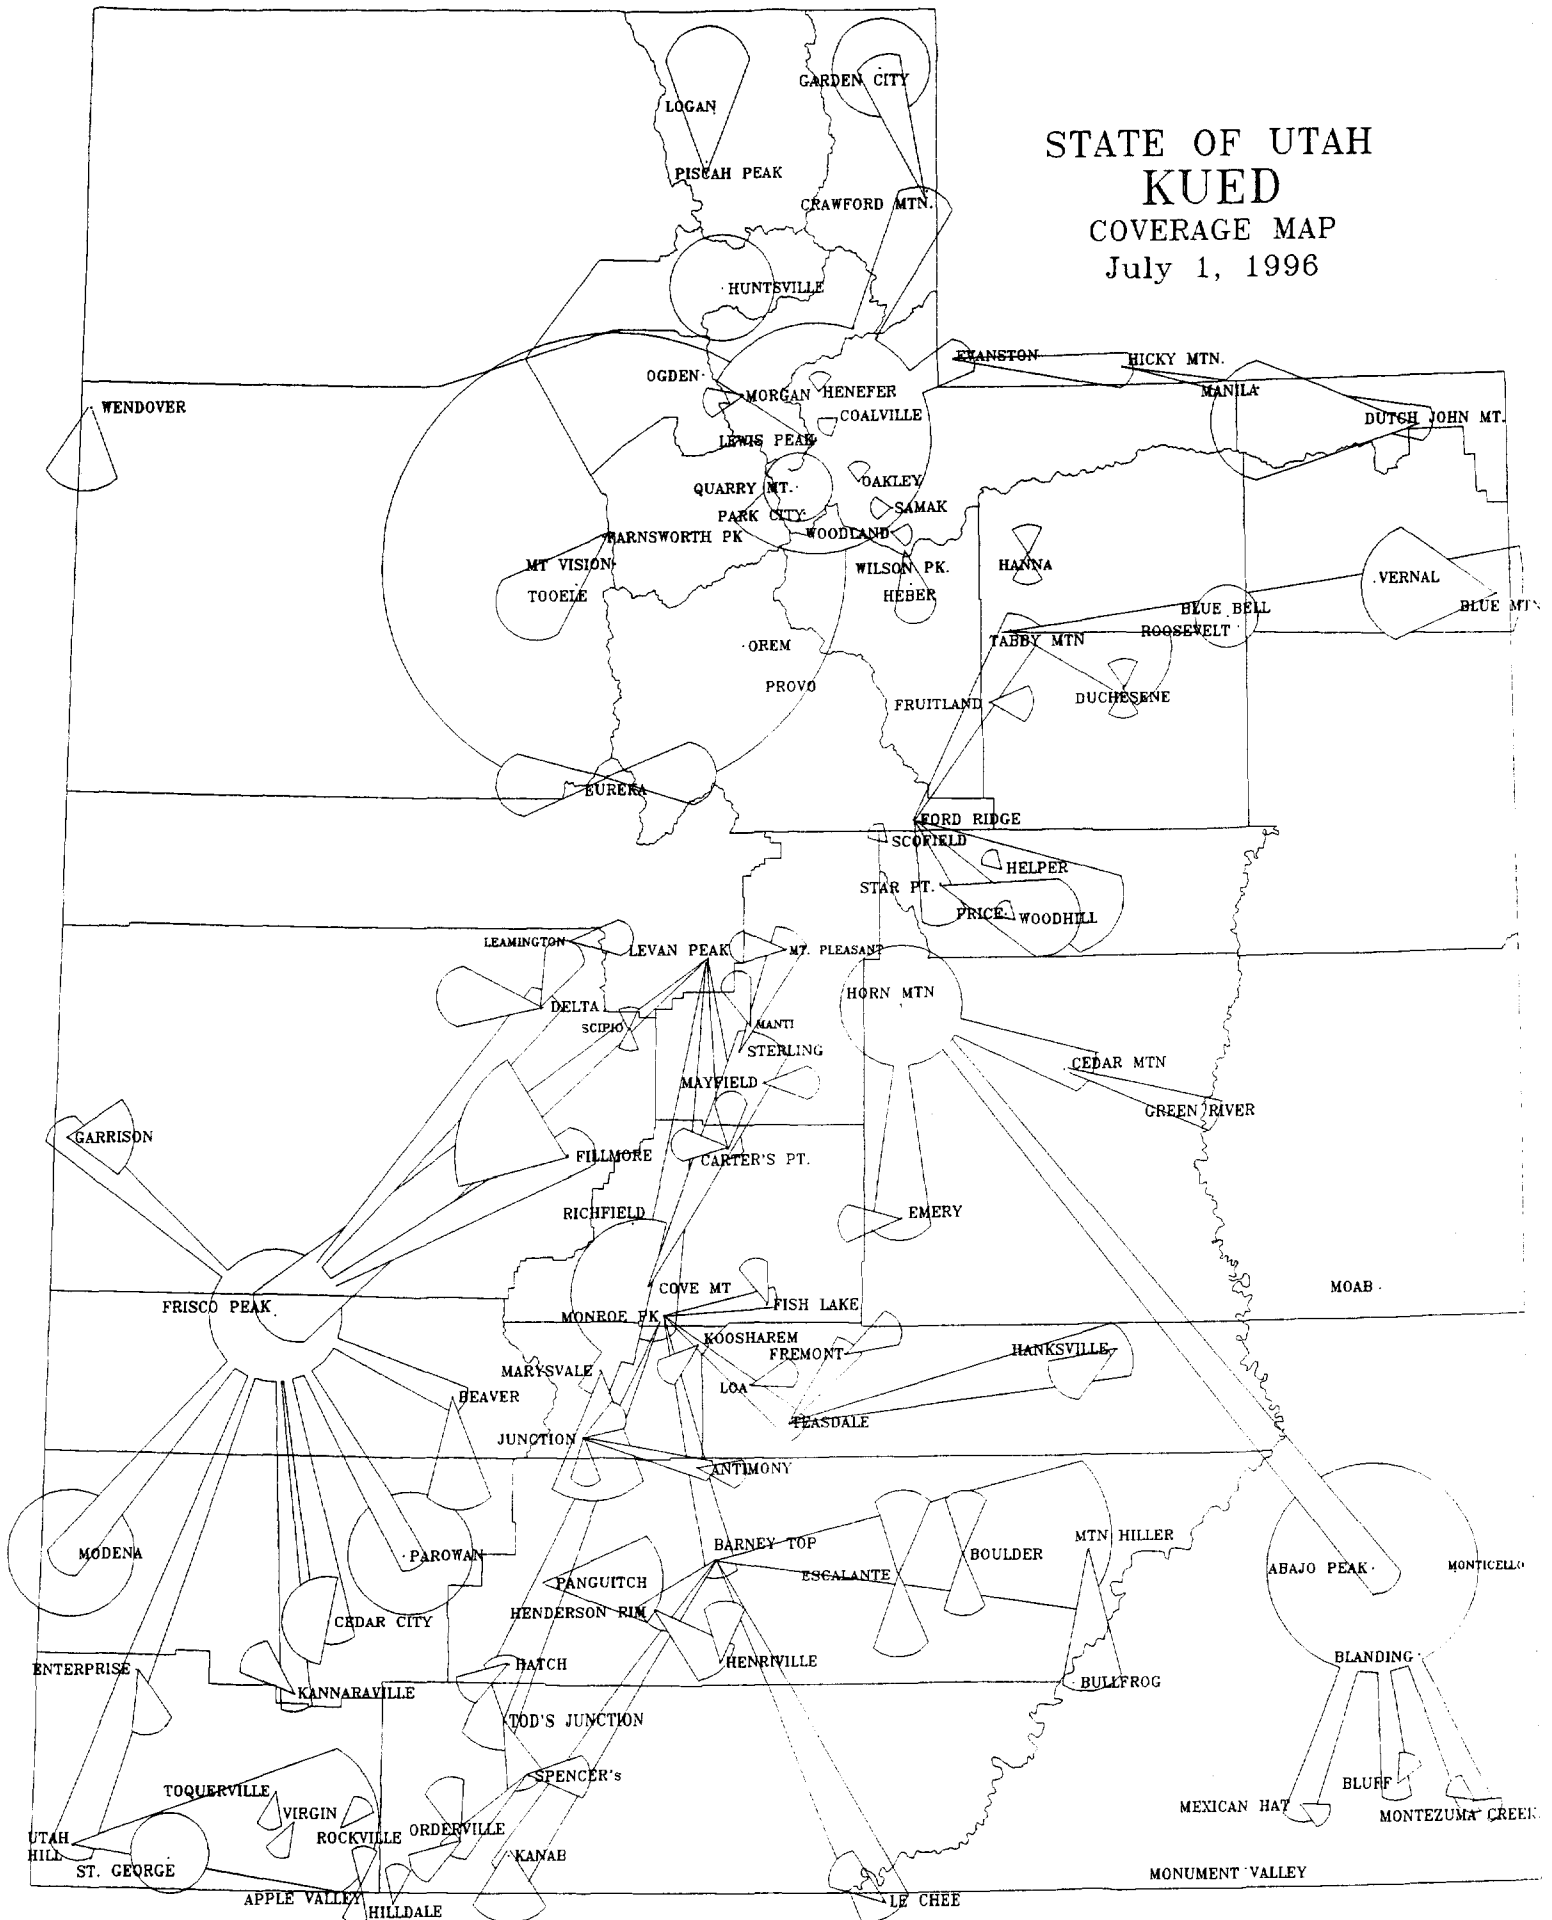 GARDEN CITY
LOGAN
STATE OF UTAH
KUED
COVERAGE MAP
July 1, 1996
PISGAH PEAK
CRAWFORD MTN.
HUNTSVILLE
EVANSTON
HICKY MTN.
OGDEN
MORGAN
HENEFER
MANILA
WENDOVER
COALVILLE
DUTCH JOHN MT.
LEWIS PEAK
QUARRY MT.
OAKLEY
PARK CITY
SAMAK
FARNSWORTH PK
WOODLAND
MT VISION
WILSON PK.
HANNA
VERNAL
TOOELE
HEBER
BLUE BELL
BLUE MTN
ROOSEVELT
OREM
TABBY MTN
PROVO
FRUITLAND
DUCHESENE
EUREKA
FORD RIDGE
SCOFIELD
HELPER
STAR PT.
PRICE
WOODHILL
LEAMINGTON
LEVAN PEAK
MT. PLEASANT
HORN MTN
DELTA
SCIPIO
MANTI
STERLING
CEDAR MTN
MAYFIELD
GREEN RIVER
GARRISON
FILLMORE
CARTER'S PT.
RICHFIELD
EMERY
COVE MT
MOAB
FRISCO PEAK
MONROE PK
FISH LAKE
KOOSHAREM
FREMONT
HANKSVILLE
MARYSVALE
LOA
BEAVER
TEASDALE
JUNCTION
ANTIMONY
MODENA
PAROWAN
BARNEY TOP
MTN HILLER
BOULDER
ESCALANTE
ABAJO PEAK
MONTICELLO
PANGUITCH
HENDERSON RIM
CEDAR CITY
ENTERPRISE
HATCH
HENRIVILLE
BLANDING
KANNARAVILLE
BULLFROG
TOD'S JUNCTION
SPENCER's
TOQUERVILLE
BLUFF
VIRGIN
MEXICAN HAT
MONTEZUMA CREEK
ROCKVILLE
ORDERVILLE
UTAH
HILL
KANAB
ST. GEORGE
MONUMENT VALLEY
APPLE VALLEY
HILLDALE
LE CHEE